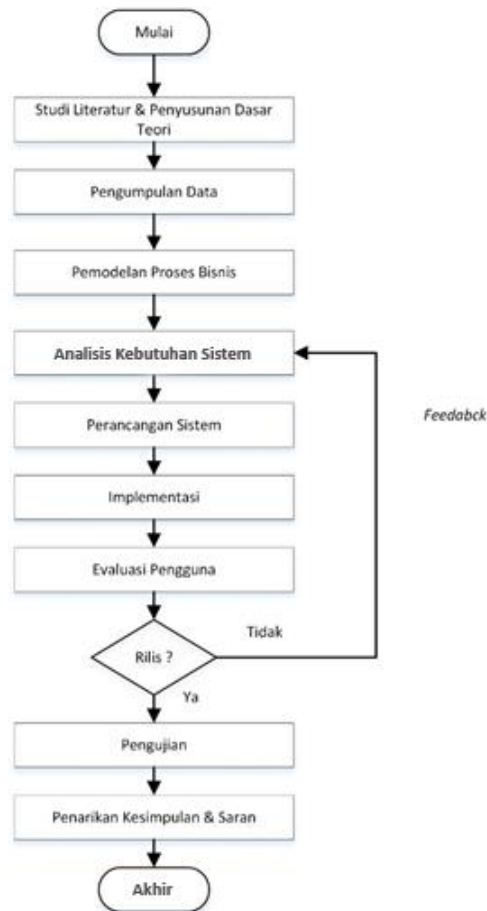 Mulai
Studi Literatur & Penyusunan Dasar
Teori
Pengumpulan Data
Pemodelan Proses Bisnis
Analisis Kebutuhan Sistem
Perancangan Sistem
Feedabck
Implementasi
Evaluasi Pengguna
Rilis ?
Tidak
Ya
Pengujian
Penarikan Kesimpulan & Saran
Akhir